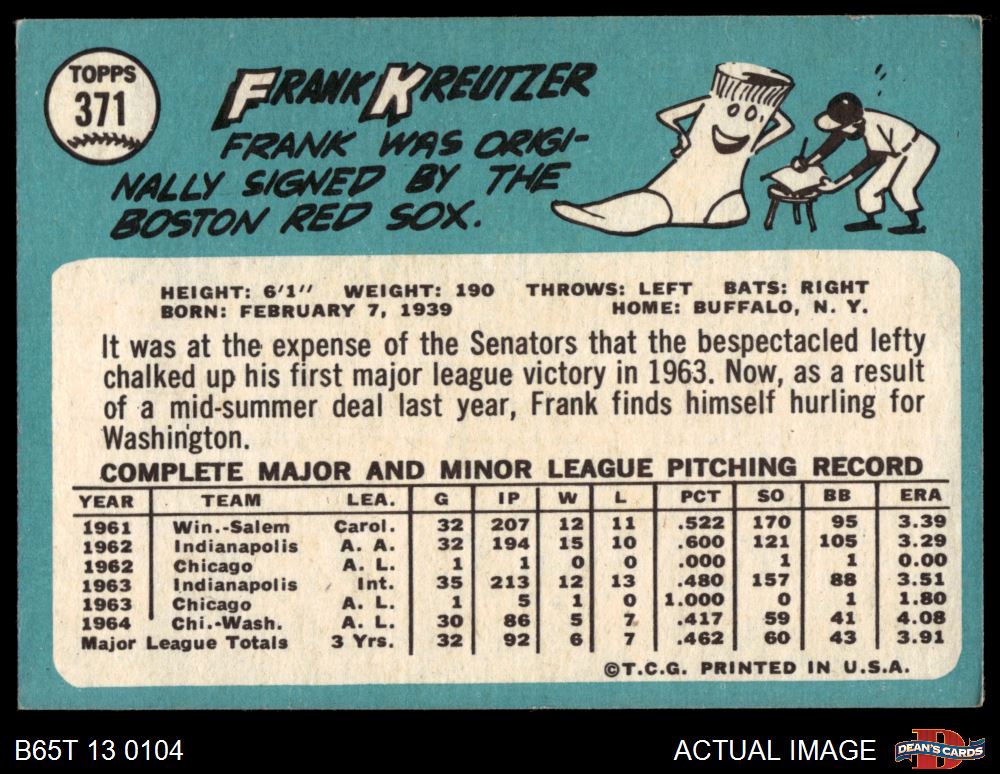 TOPPS
371
FRANK KREUTZER
FRANK WAS ORIGI-
NALLY SIGNED BY THE
BOSTON RED SOX.
HEIGHT: 6'1" WEIGHT: 190 THROWS: LEFT BATS: RIGHT
BORN: FEBRUARY 7, 1939 HOME: BUFFALO, N. Y.
It was at the expense of the Senators that the bespectacled lefty
chalked up his first major league victory in 1963. Now, as a result
of a mid-summer deal last year, Frank finds himself hurling for
Washington.
COMPLETE MAJOR AND MINOR LEAGUE PITCHING RECORD
YEAR TEAM LEA. G IP W L PCT SO BB ERA
1961 Win.-Salem Carol. 32 207 12 11 .522 170 95 3.39
1962 Indianapolis A. A. 32 194 15 10 .600 121 105 3.29
1962 Chicago A. L. 1 1 0 0 .000 1 1 0.00
1963 Indianapolis Int. 35 213 12 13 .480 157 88 3.51
1963 Chicago A. L. 1 5 1 0 1.000 0 1 1.80
1964 Chi.-Wash. A. L. 30 86 5 7 .417 59 41 4.08
Major League Totals 3 Yrs. 32 92 6 7 .462 60 43 3.91
©T.C.G. PRINTED IN U.S.A.
B65T 13 0104 ACTUAL IMAGE DEAN'S CARDS